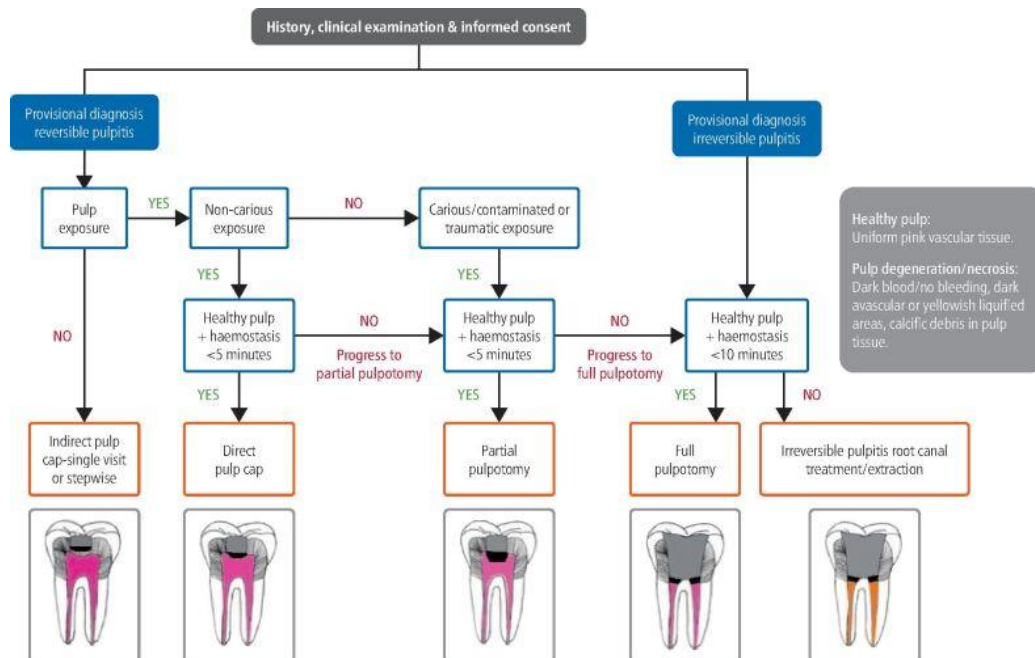 History, clinical examination & informed consent
Provisional diagnosis
reversible pulpitis
Provisional diagnosis
irreversible pulpitis
Pulp
exposure
YES
Non-carious
exposure
NO
Carious/contaminated or
traumatic exposure
Healthy pulp:
Uniform pink vascular tissue.
Pulp degeneration/necrosis:
Dark blood/no bleeding, dark
avascular or yellowish liquified
areas, calcific debris in pulp
tissue.
YES
YES
NO
Healthy pulp
+ haemostasis
<5 minutes
NO
Progress to
partial pulpotomy
Healthy pulp
+ haemostasis
<5 minutes
NO
Progress to
full pulpotomy
Healthy pulp
+ haemostasis
<10 minutes
YES
YES
YES
NO
Indirect pulp
cap-single visit
or stepwise
Direct
pulp cap
Partial
pulpotomy
Full
pulpotomy
Irreversible pulpitis root canal
treatment/extraction